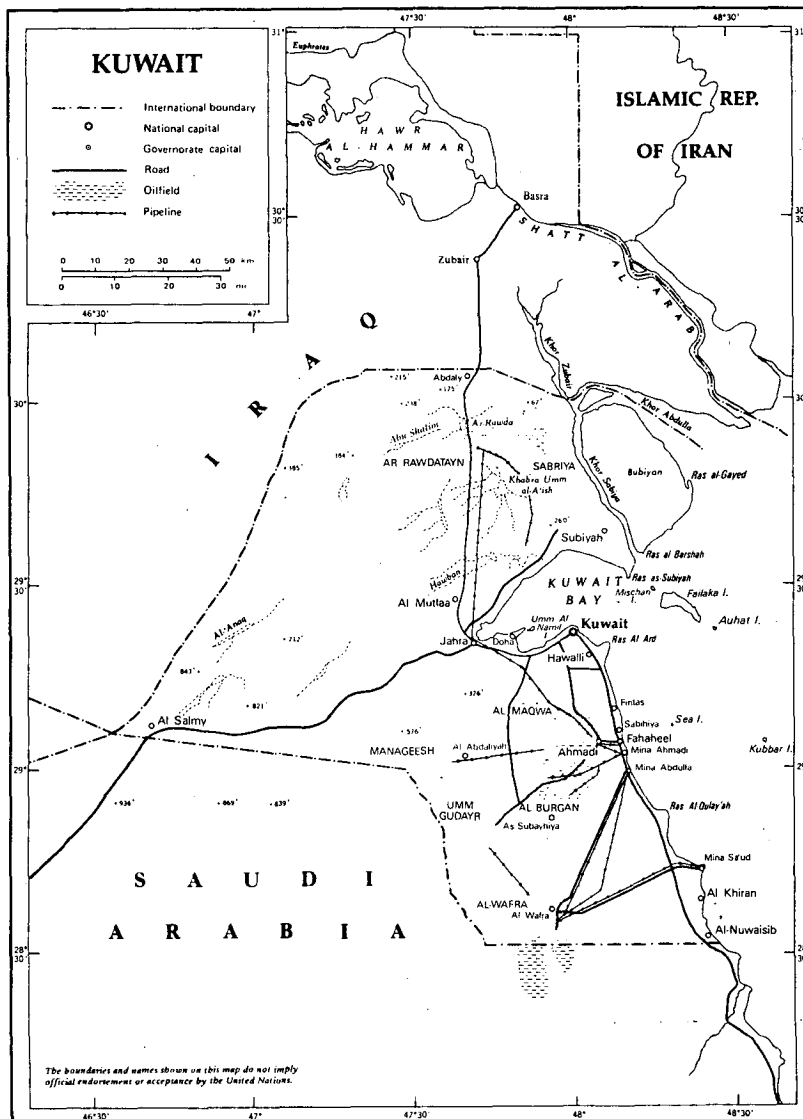 47°30'
48°
48°30'
KUWAIT
International boundary
National capital
Governorate capital
Road
Oilfield
Pipeline
0 10 20 30 40 50 km
0 10 20 30 mi
46°30'
47°
Euphrates
HAWR
AL-HAMMAR
ISLAMIC REP.
OF IRAN
Basra
SHATT
AL-ARAB
Zubair
IRAQ
Khor Zubair
Abdaly
Khor Abdulla
Abu Shatim
Ar-Rawda
AR RAWDATAYN
SABRIYA
Khabra Umm
al-A'ish
Khor Sabiya
Bubiyan
Ras al-Gayed
Subiyah
Ras al Barshah
Ras as-Subiyah
Hawban
Al Mutlaa
KUWAIT
BAY
Mischan I.
Failaka I.
Auhat I.
Al-Anaq
Jahra
Doha
Umm Al
Namil I
Kuwait
Ras Al Ard
Hawalli
Al Salmy
AL MAQWA
Fintas
Sabihiya
Sea I.
Fahaheel
Kubbar I.
MANAGEESH
Al Abdaliyah
Ahmadi
Mina Ahmadi
Mina Abdulla
UMM
GUDAYR
AL BURGAN
As Subayhiya
Ras Al-Qulay'ah
SAUDI
ARABIA
Mina Sa'ud
AL-WAFRA
Al Wafra
Al Khiran
Al-Nuwaisib
The boundaries and names shown on this map do not imply
official endorsement or acceptance by the United Nations.
46°30'
47°
47°30'
48°
48°30'